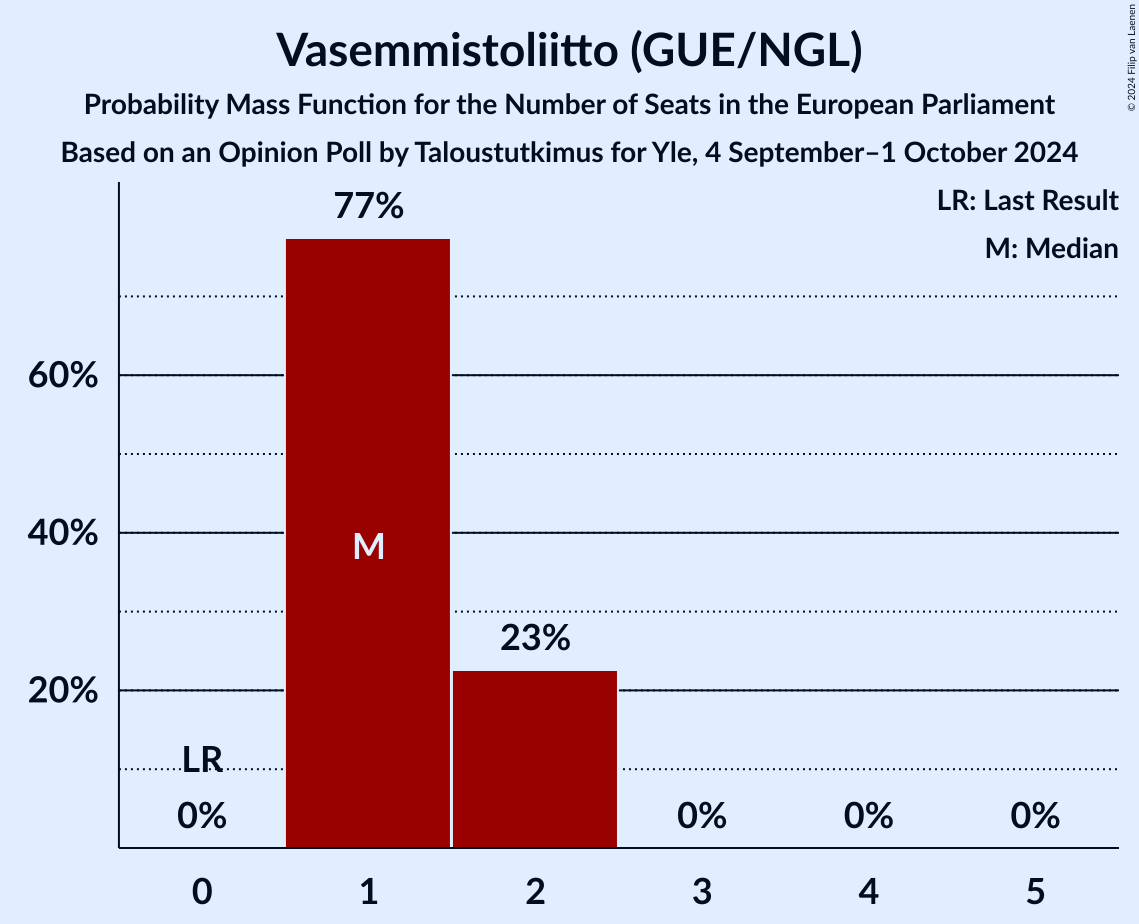 Vasemmistoliitto (GUE/NGL)
Probability Mass Function for the Number of Seats in the European Parliament
Based on an Opinion Poll by Taloustutkimus for Yle, 4 September–1 October 2024
© 2024 Filip van Laenen
LR: Last Result
M: Median
77%
60%
40%
M
23%
20%
LR
0%
0%
0%
0%
0
1
2
3
4
5